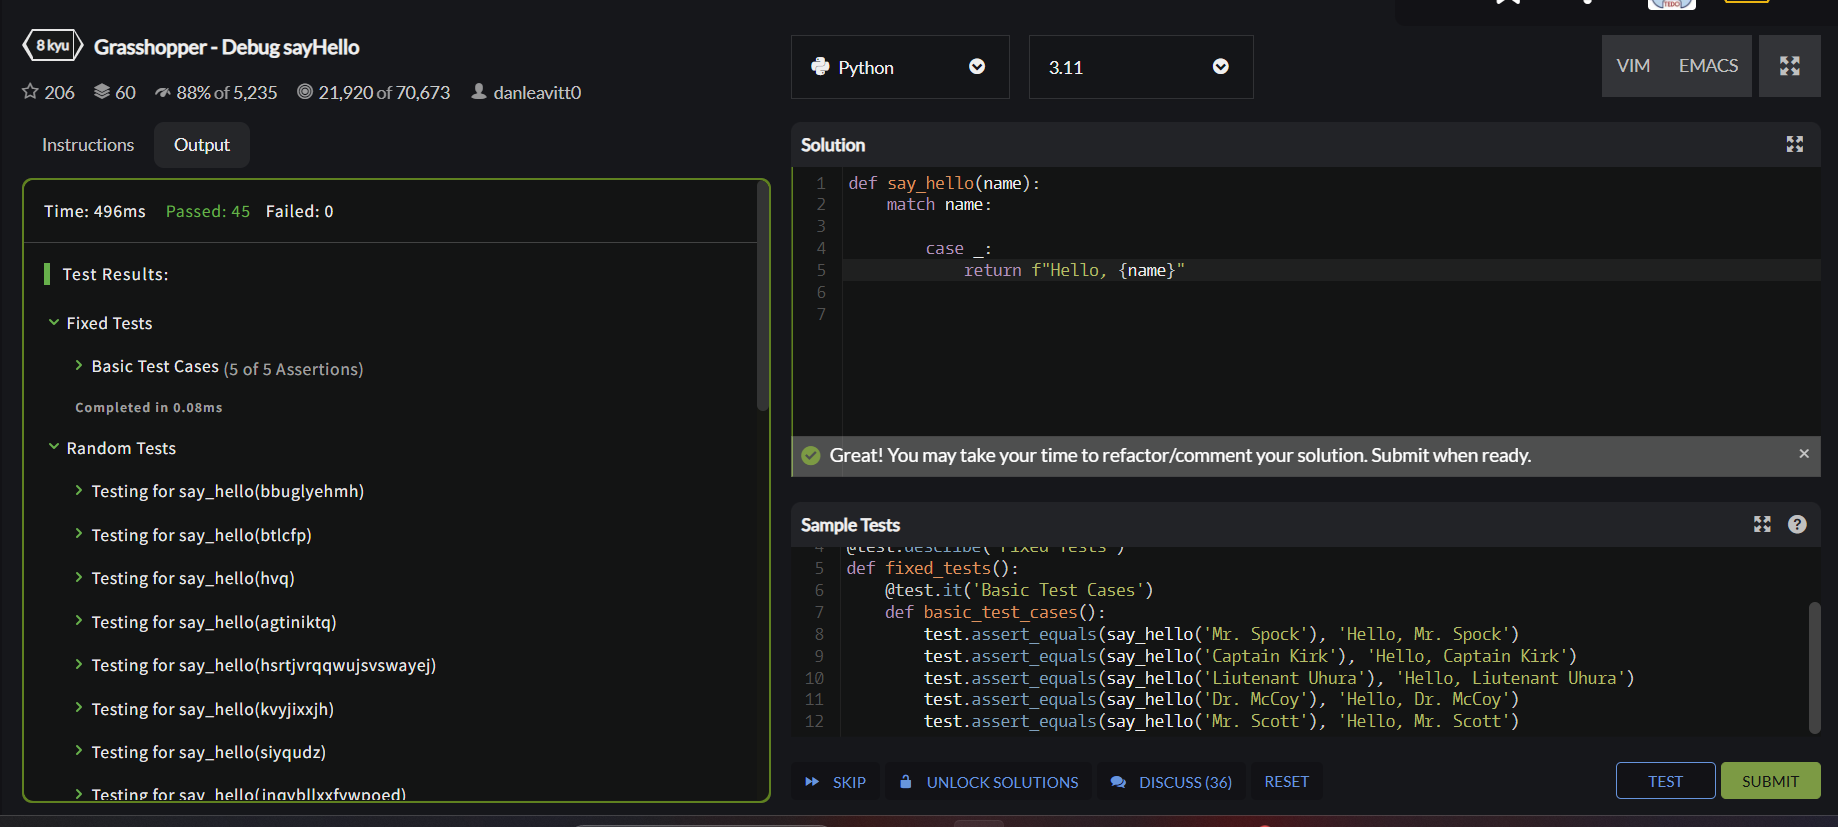 8 kyu Grasshopper - Debug sayHello
206 60 88% of 5,235 21,920 of 70,673 danleavitt0
Instructions Output
Time: 496ms Passed: 45 Failed: 0
Test Results:
Fixed Tests
Basic Test Cases (5 of 5 Assertions)
Completed in 0.08ms
Random Tests
Testing for say_hello(bbuglyehmh)
Testing for say_hello(btlcfp)
Testing for say_hello(hvq)
Testing for say_hello(agtiniktq)
Testing for say_hello(hsrtjvrqqwujsvswayej)
Testing for say_hello(kvyjixxjh)
Testing for say_hello(siyqudz)
Testing for
Python 3.11 VIM EMACS
Solution
1 def say_hello(name):
2 match name:
3
4 case _:
5 return f"Hello, {name}"
6
7
Great! You may take your time to refactor/comment your solution. Submit when ready.
Sample Tests
4 @test.describe('Fixed Tests')
5 def fixed_tests():
6 @test.it('Basic Test Cases')
7 def basic_test_cases():
8 test.assert_equals(say_hello('Mr. Spock'), 'Hello, Mr. Spock')
9 test.assert_equals(say_hello('Captain Kirk'), 'Hello, Captain Kirk')
10 test.assert_equals(say_hello('Liutenant Uhura'), 'Hello, Liutenant Uhura')
11 test.assert_equals(say_hello('Dr. McCoy'), 'Hello, Dr. McCoy')
12 test.assert_equals(say_hello('Mr. Scott'), 'Hello, Mr. Scott')
SKIP UNLOCK SOLUTIONS DISCUSS (36) RESET TEST SUBMIT